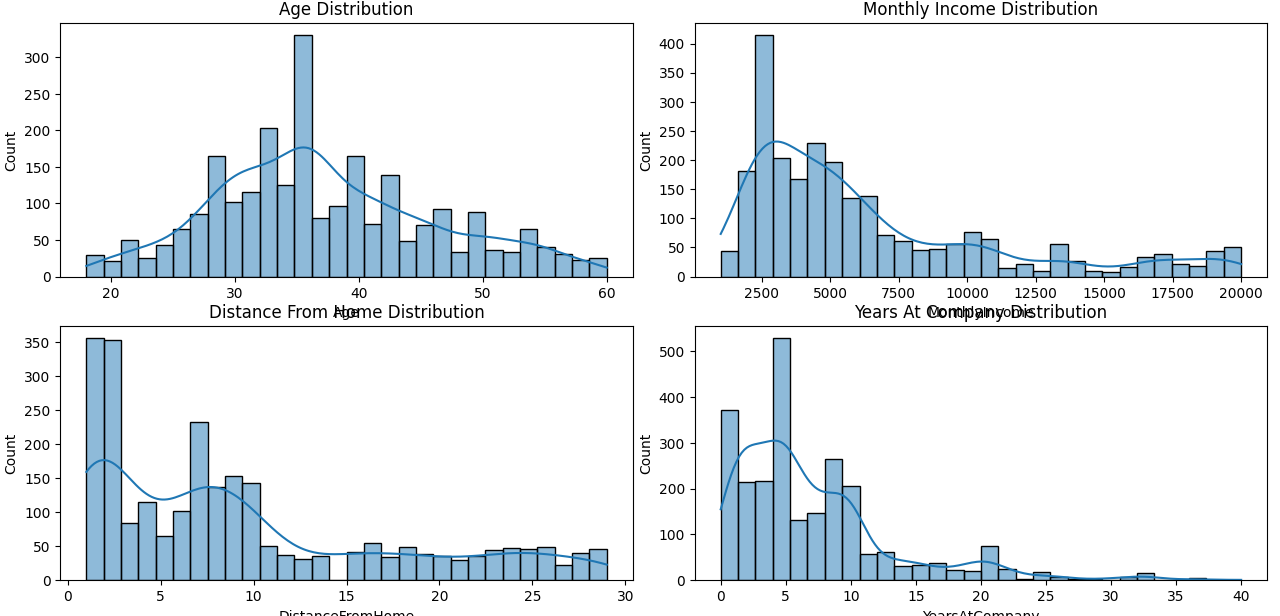 Age Distribution
Count
300
250
200
150
100
50
0
20 30 40 50 60
Age
Monthly Income Distribution
Count
400
350
300
250
200
150
100
50
0
2500 5000 7500 10000 12500 15000 17500 20000
MonthlyIncome
Distance From Home Distribution
Count
350
300
250
200
150
100
50
0
0 5 10 15 20 25 30
DistanceFromHome
Years At Company Distribution
Count
500
400
300
200
100
0
0 5 10 15 20 25 30 35 40
YearsAtCompany